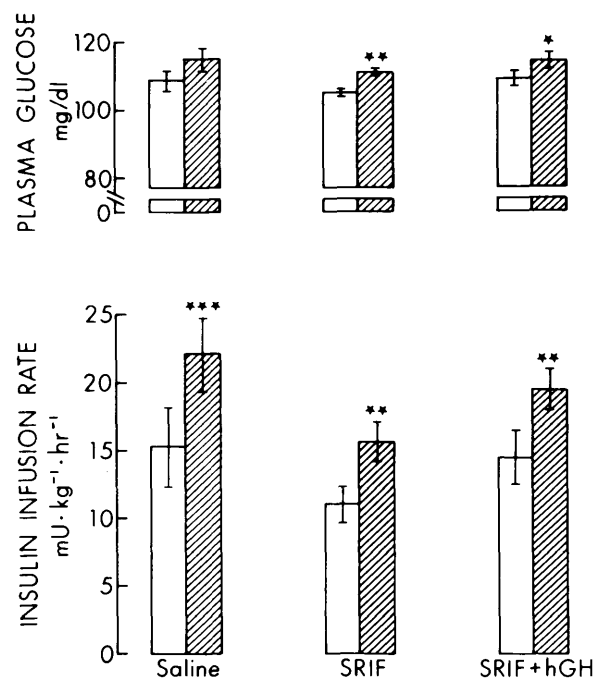 PLASMA GLUCOSE
mg/dl
120
100
80
0
★★
★
INSULIN INFUSION RATE
mU·kg⁻¹·hr⁻¹
25
20
15
10
5
0
★★★
★★
★★
Saline
SRIF
SRIF+hGH